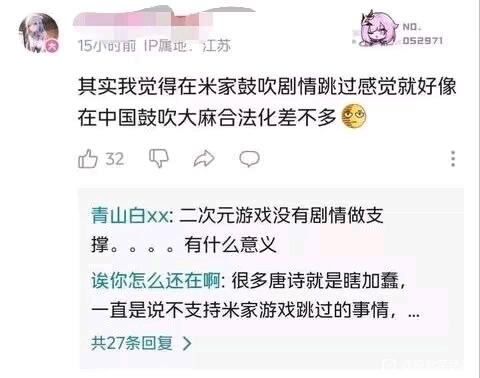 NO.
052971
15小时前 IP属地：江苏
其实我觉得在米家鼓吹剧情跳过感觉就好像
在中国鼓吹大麻合法化差不多
32
青山白xx: 二次元游戏没有剧情做支
撑。。。。有什么意义
诶你怎么还在啊: 很多唐诗就是瞎加蠢，
一直是说不支持米家游戏跳过的事情，...
共27条回复